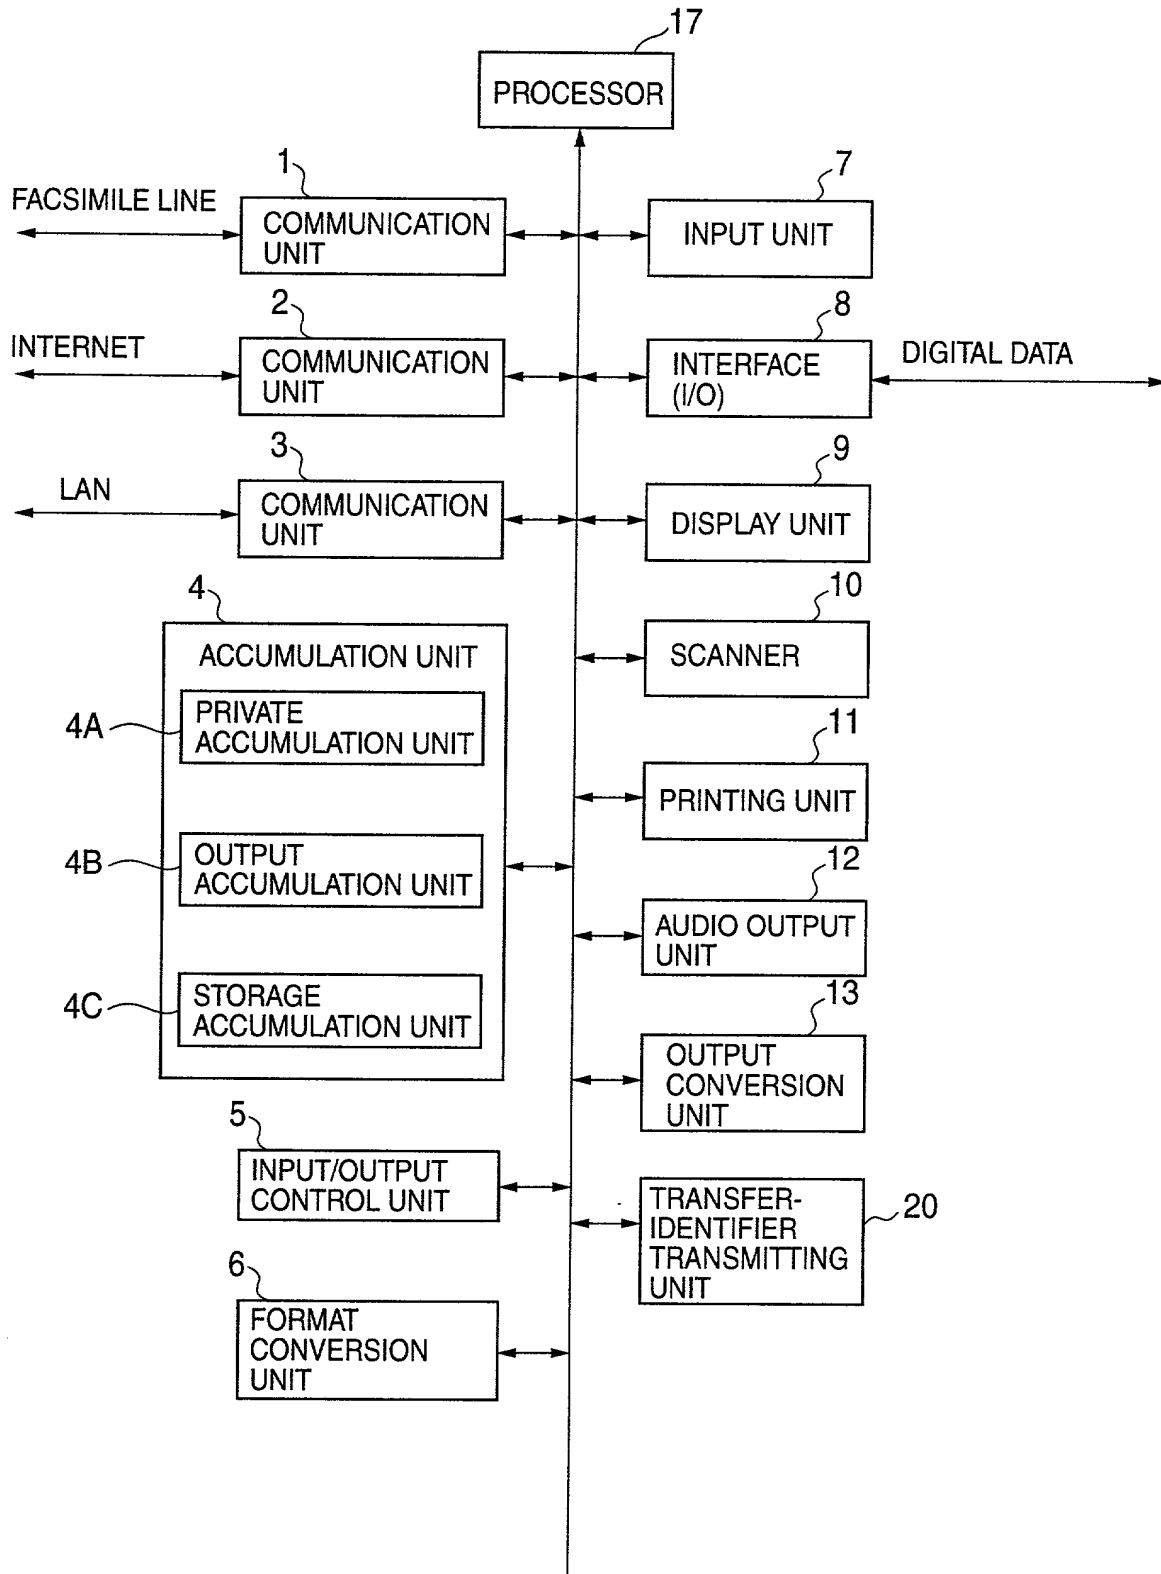 17
PROCESSOR
1
FACSIMILE LINE
COMMUNICATION
UNIT
7
INPUT UNIT
2
INTERNET
COMMUNICATION
UNIT
8
INTERFACE
(I/O)
DIGITAL DATA
3
LAN
COMMUNICATION
UNIT
9
DISPLAY UNIT
4
ACCUMULATION UNIT
4A
PRIVATE
ACCUMULATION UNIT
4B
OUTPUT
ACCUMULATION UNIT
4C
STORAGE
ACCUMULATION UNIT
10
SCANNER
11
PRINTING UNIT
12
AUDIO OUTPUT
UNIT
13
OUTPUT
CONVERSION
UNIT
5
INPUT/OUTPUT
CONTROL UNIT
TRANSFER-
IDENTIFIER
TRANSMITTING
UNIT
20
6
FORMAT
CONVERSION
UNIT